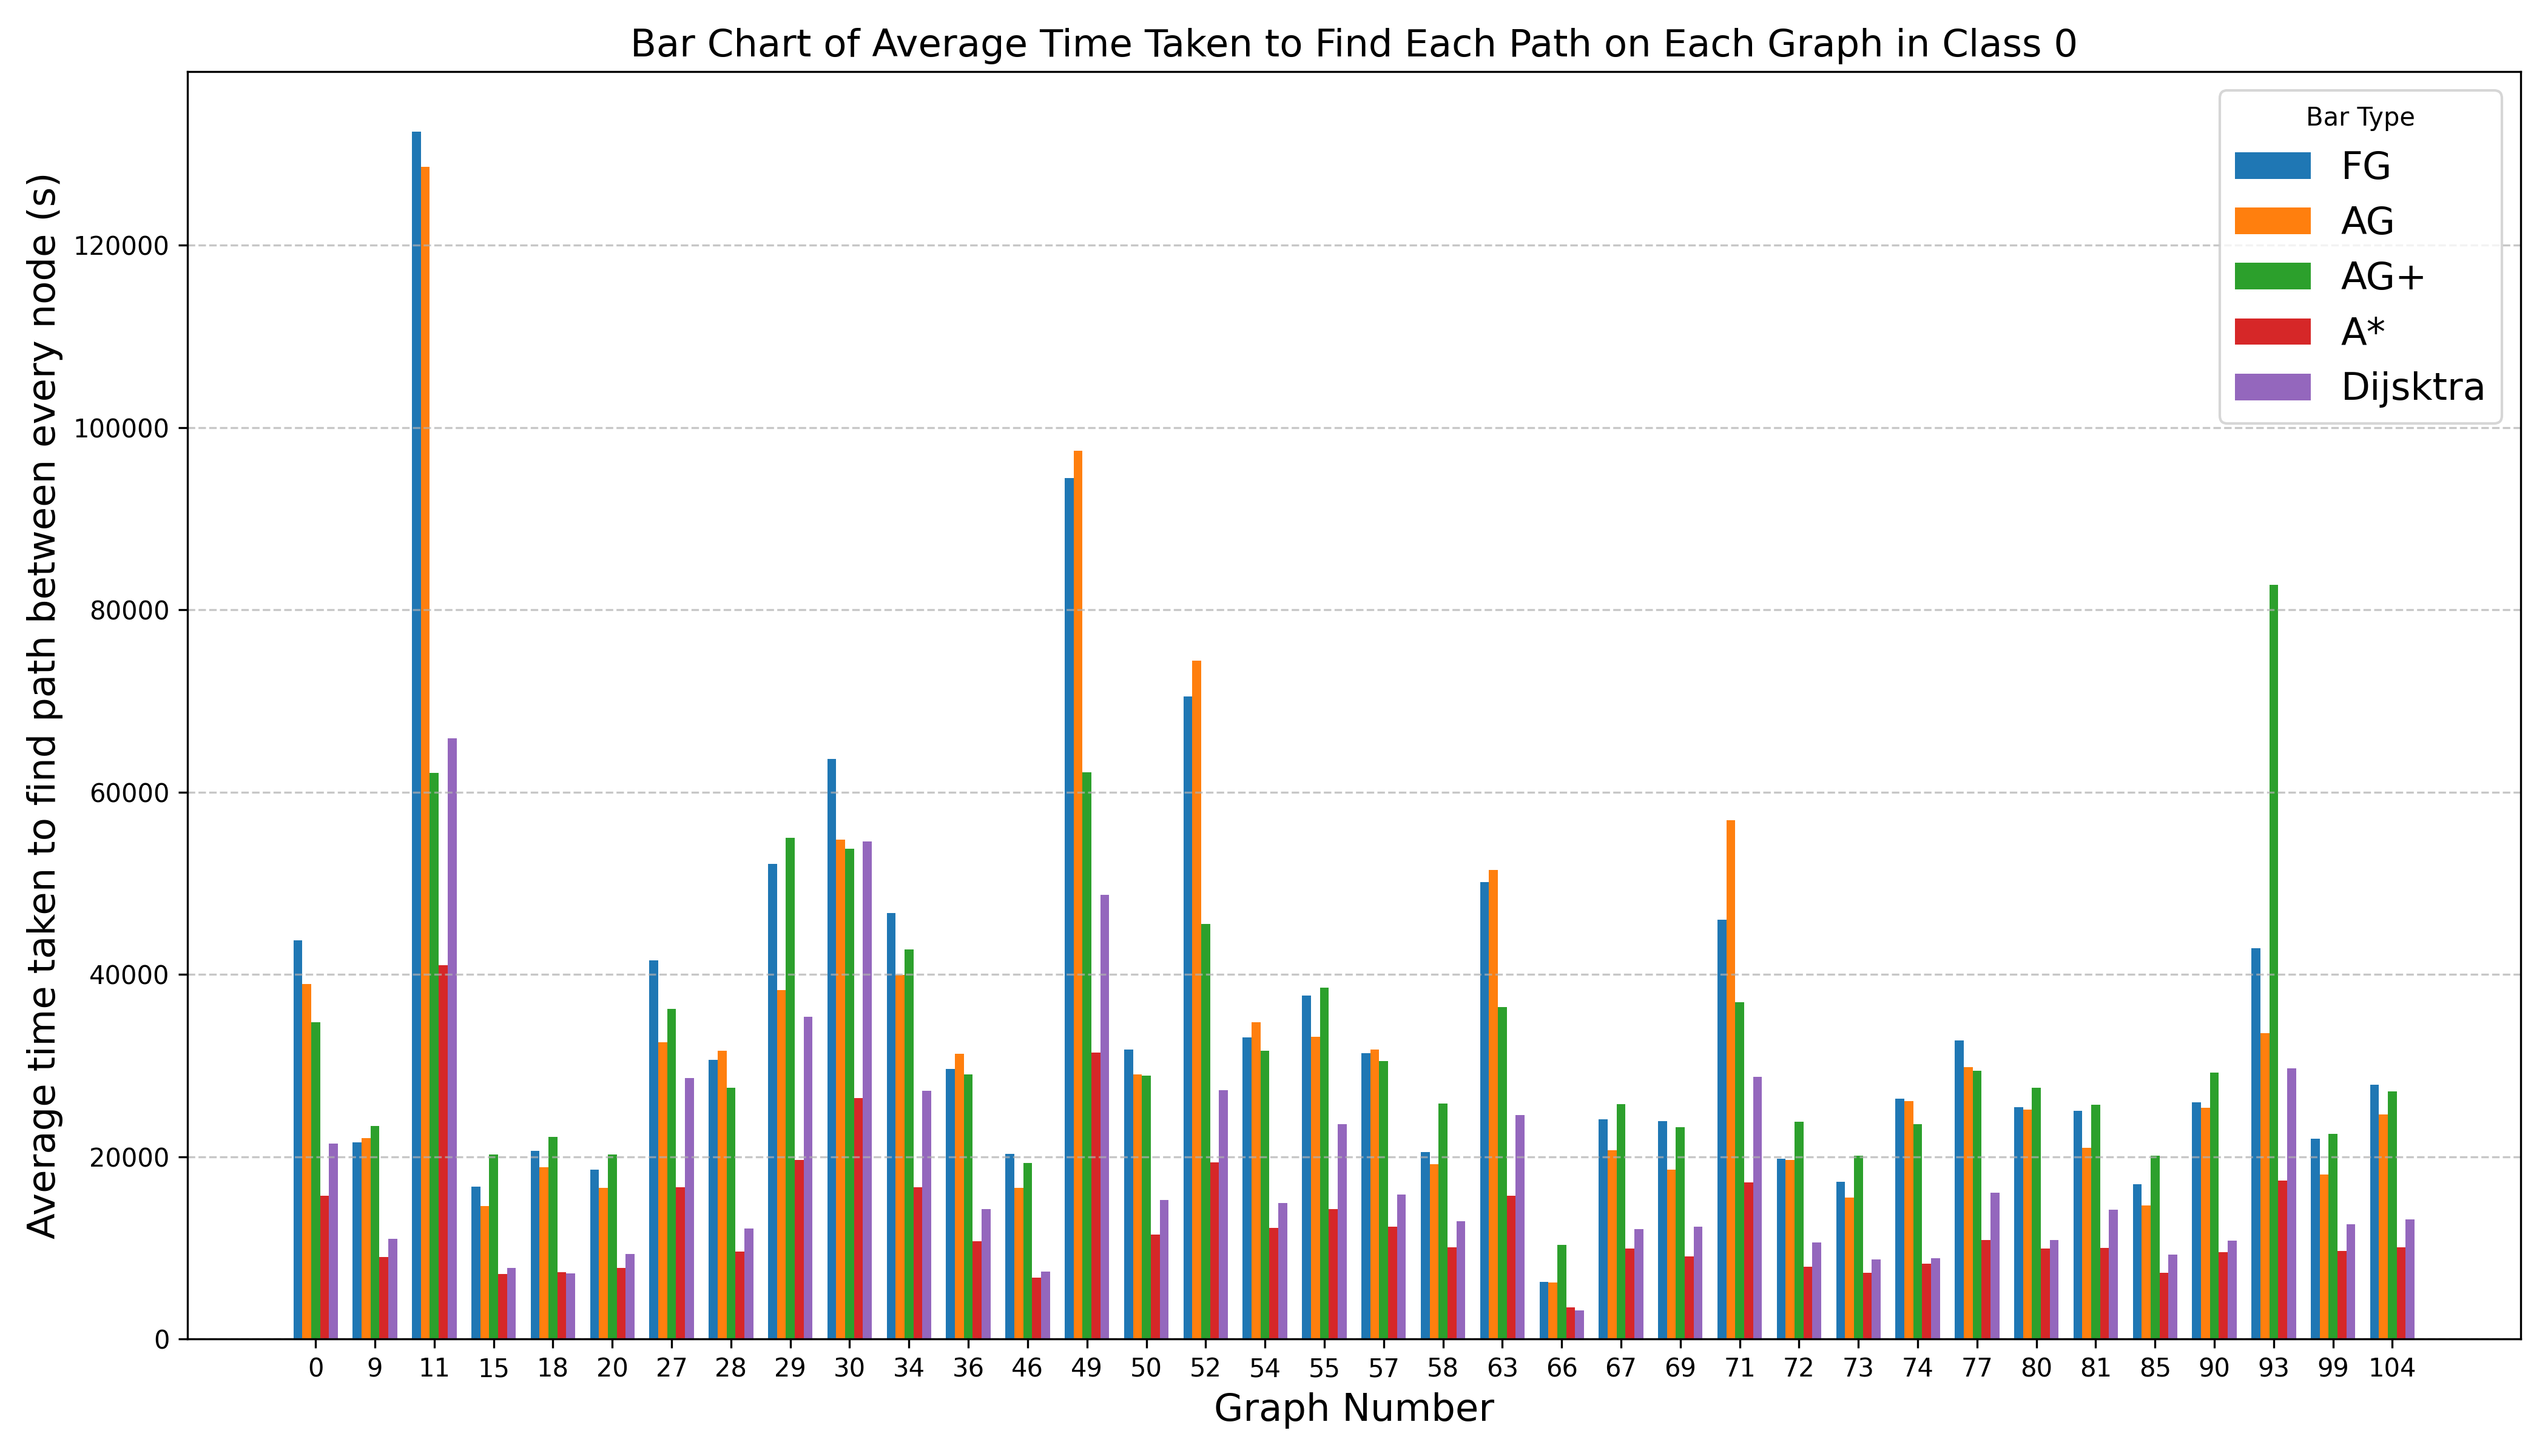 Bar Chart of Average Time Taken to Find Each Path on Each Graph in Class 0
Average time taken to find path between every node (s)
120000
100000
80000
60000
40000
20000
0
Bar Type
FG
AG
AG+
A*
Dijsktra
0 9 11 15 18 20 27 28 29 30 34 36 46 49 50 52 54 55 57 58 63 66 67 69 71 72 73 74 77 80 81 85 90 93 99 104
Graph Number